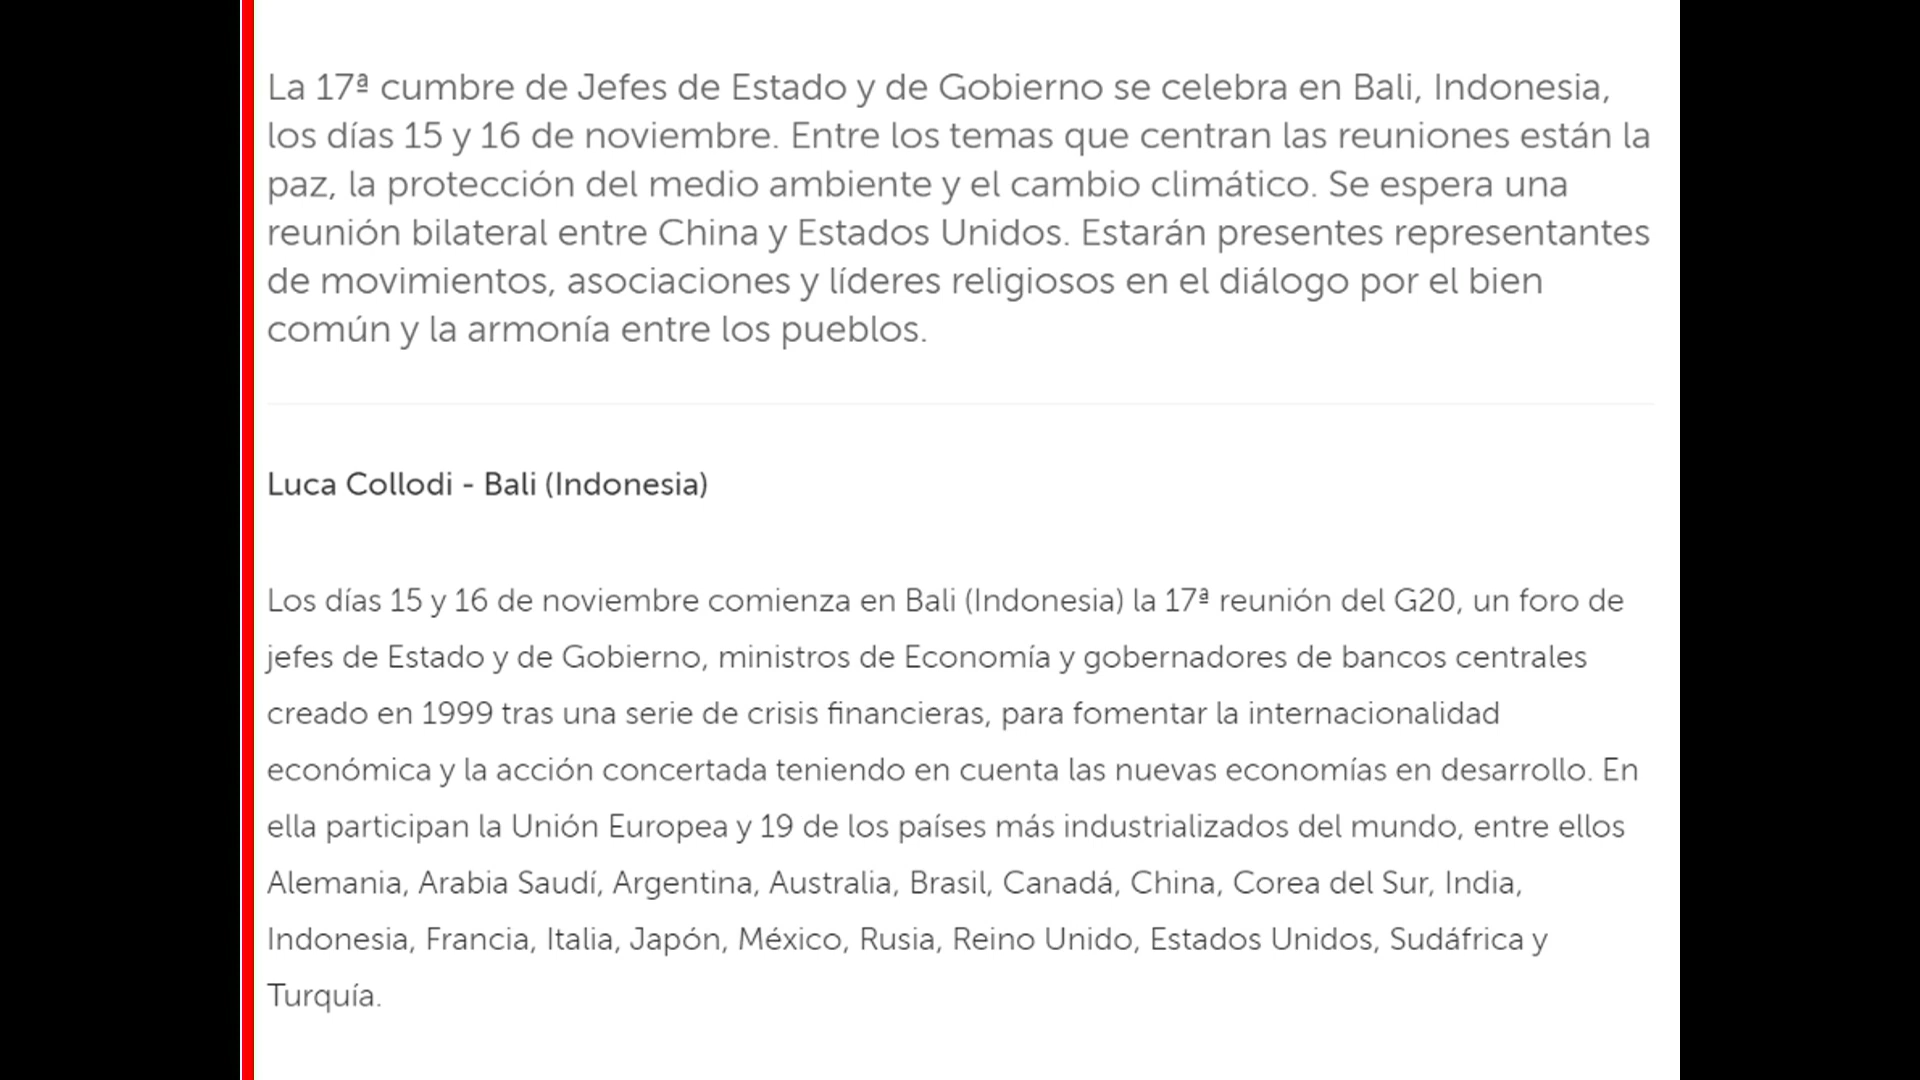 La 17ª cumbre de Jefes de Estado y de Gobierno se celebra en Bali, Indonesia,
los días 15 y 16 de noviembre. Entre los temas que centran las reuniones están la
paz, la protección del medio ambiente y el cambio climático. Se espera una
reunión bilateral entre China y Estados Unidos. Estarán presentes representantes
de movimientos, asociaciones y líderes religiosos en el diálogo por el bien
común y la armonía entre los pueblos.
Luca Collodi - Bali (Indonesia)
Los días 15 y 16 de noviembre comienza en Bali (Indonesia) la 17ª reunión del G20, un foro de
jefes de Estado y de Gobierno, ministros de Economía y gobernadores de bancos centrales
creado en 1999 tras una serie de crisis financieras, para fomentar la internacionalidad
económica y la acción concertada teniendo en cuenta las nuevas economías en desarrollo. En
ella participan la Unión Europea y 19 de los países más industrializados del mundo, entre ellos
Alemania, Arabia Saudí, Argentina, Australia, Brasil, Canadá, China, Corea del Sur, India,
Indonesia, Francia, Italia, Japón, México, Rusia, Reino Unido, Estados Unidos, Sudáfrica y
Turquía.